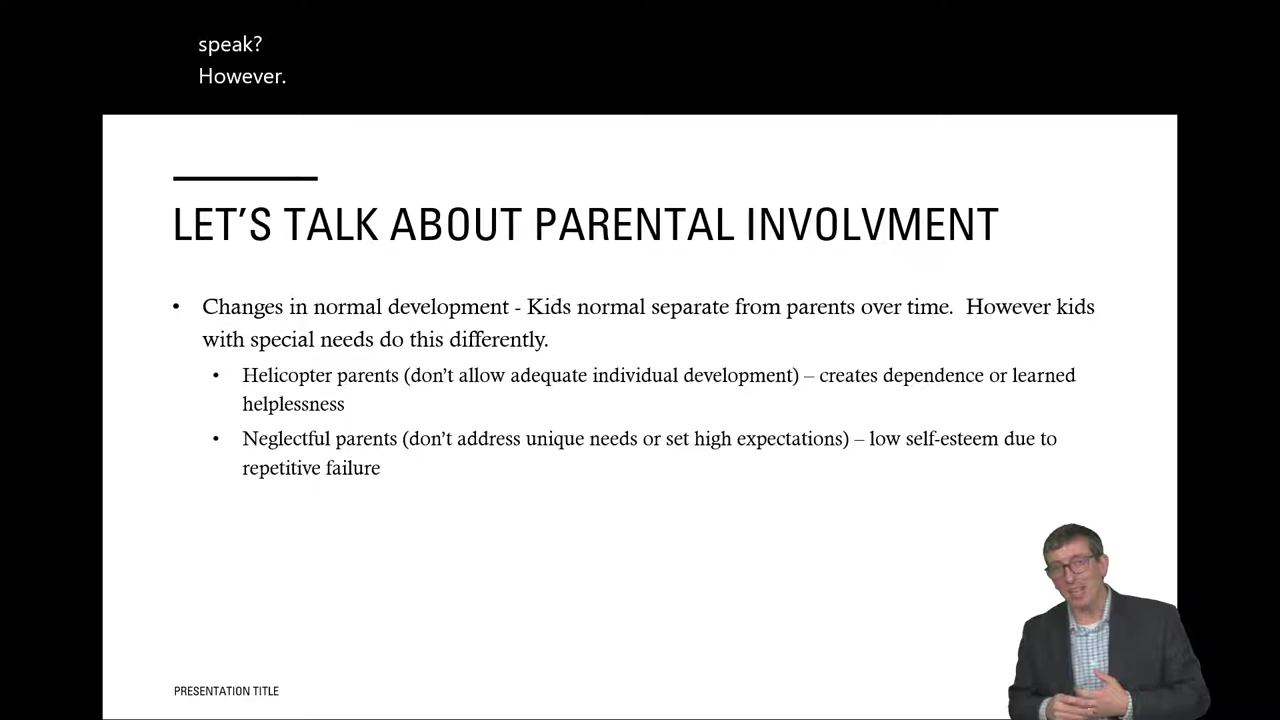 speak?
However.
LET’S TALK ABOUT PARENTAL INVOLVMENT
• Changes in normal development - Kids normal separate from parents over time. However kids
with special needs do this differently.
• Helicopter parents (don’t allow adequate individual development) – creates dependence or learned
helplessness
• Neglectful parents (don’t address unique needs or set high expectations) – low self-esteem due to
repetitive failure
PRESENTATION TITLE